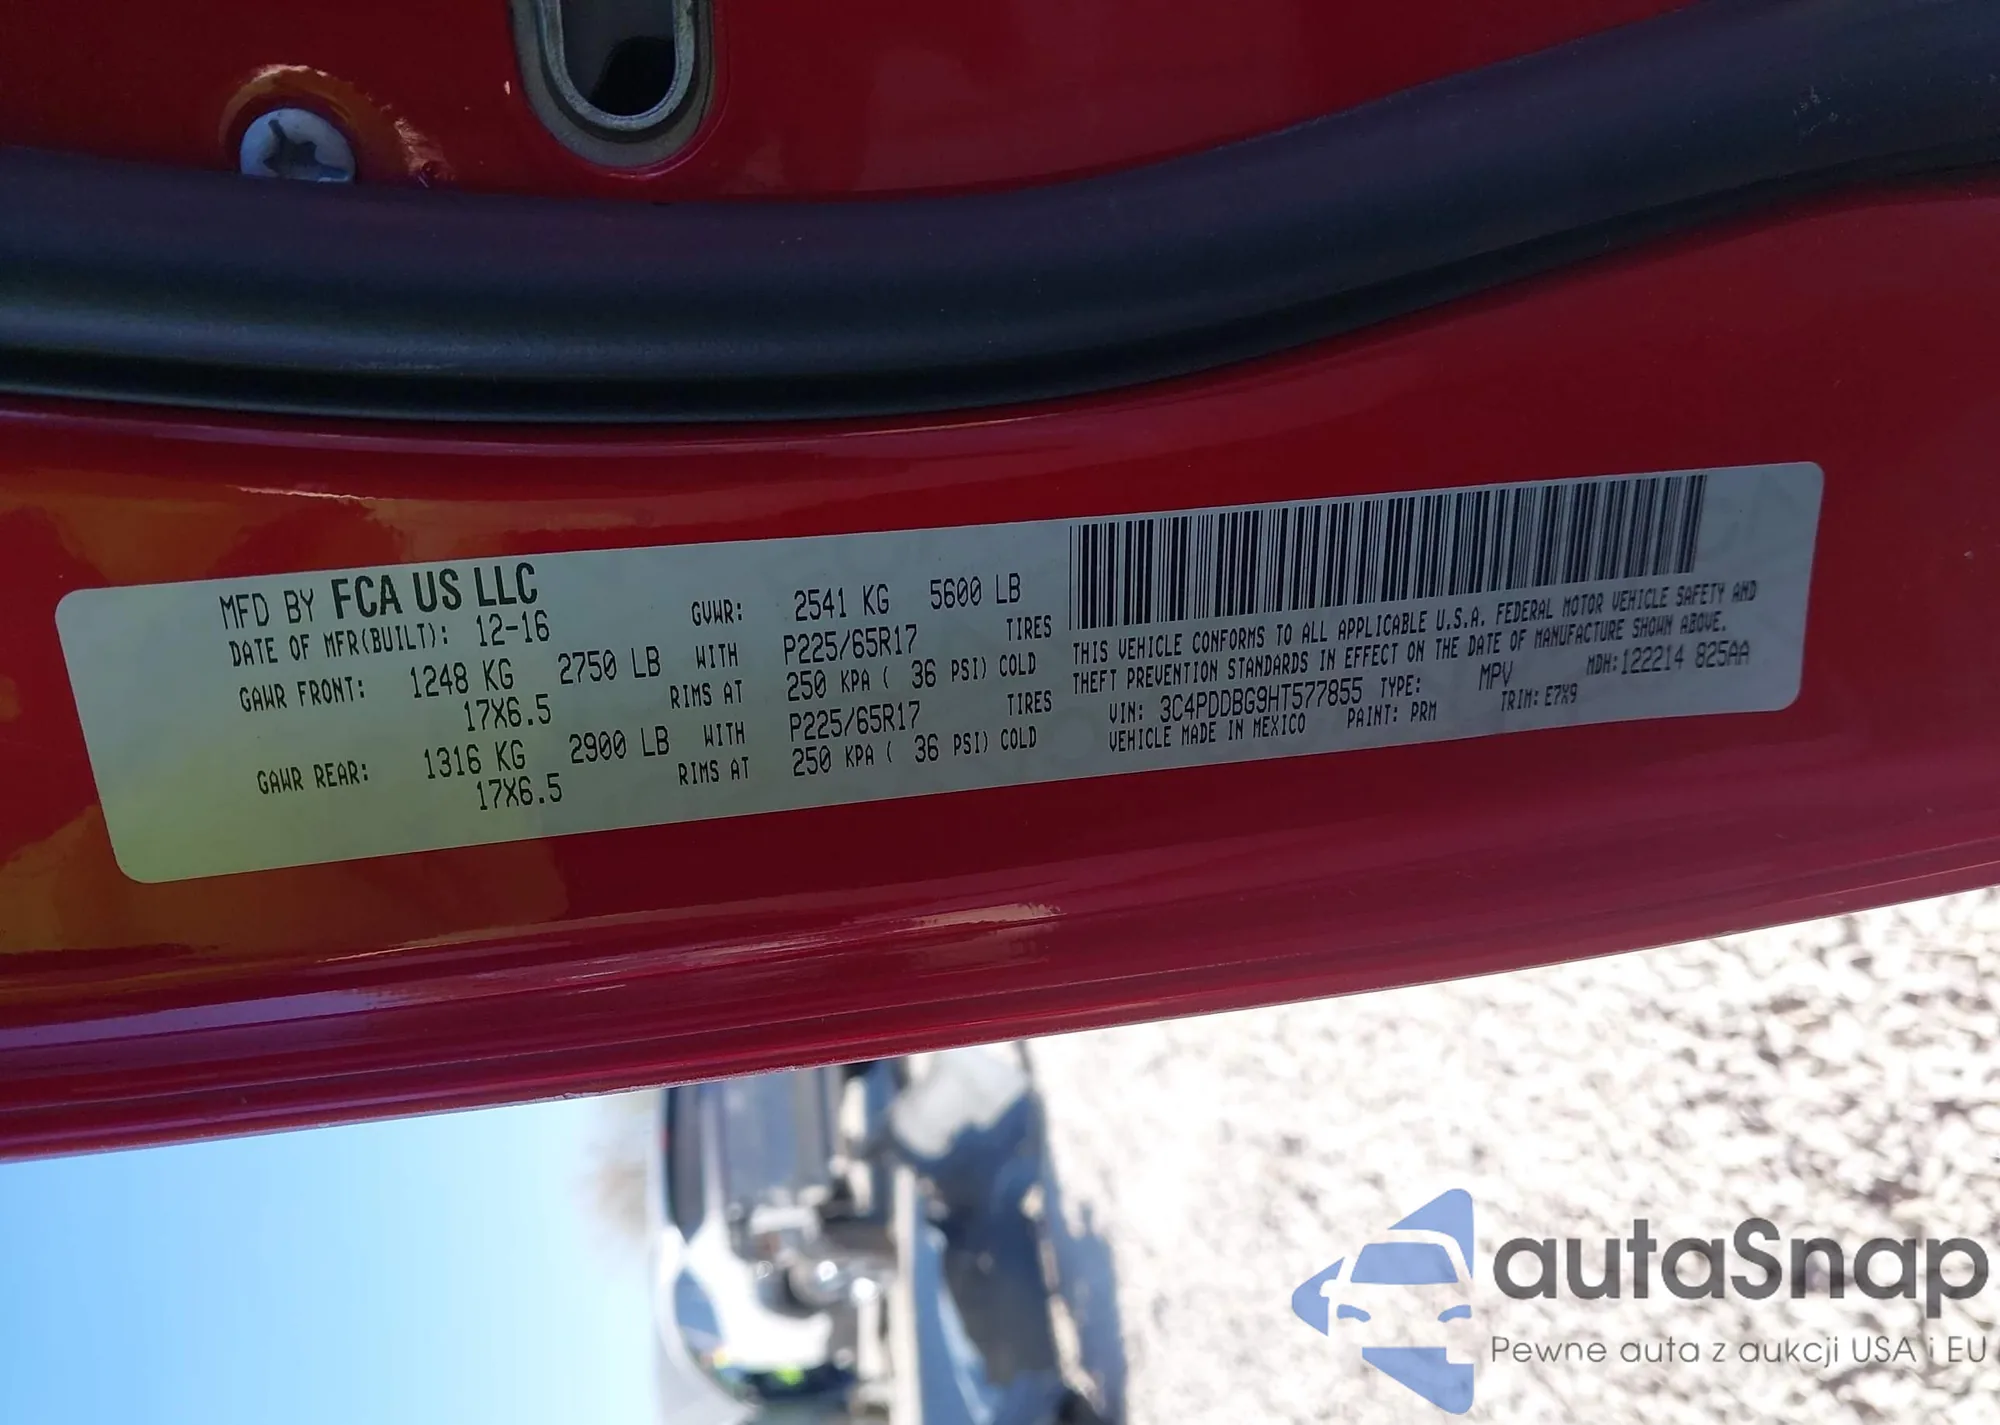 MFD BY FCA US LLC
DATE OF MFR(BUILT): 12-16
GVWR: 2541 KG 5600 LB
GAWR FRONT: 1248 KG 2750 LB WITH P225/65R17 TIRES
17X6.5 RIMS AT 250 KPA ( 36 PSI) COLD
GAWR REAR: 1316 KG 2900 LB WITH P225/65R17 TIRES
17X6.5 RIMS AT 250 KPA ( 36 PSI) COLD
THIS VEHICLE CONFORMS TO ALL APPLICABLE U.S.A. FEDERAL MOTOR VEHICLE SAFETY AND
THEFT PREVENTION STANDARDS IN EFFECT ON THE DATE OF MANUFACTURE SHOWN ABOVE.
VIN: 3C4PDDBG9HT577855 TYPE: MPV MDH:122214 825AA
VEHICLE MADE IN MEXICO PAINT: PRM TRIM: E7X9
autaSnap
Pewne auta z aukcji USA i EU